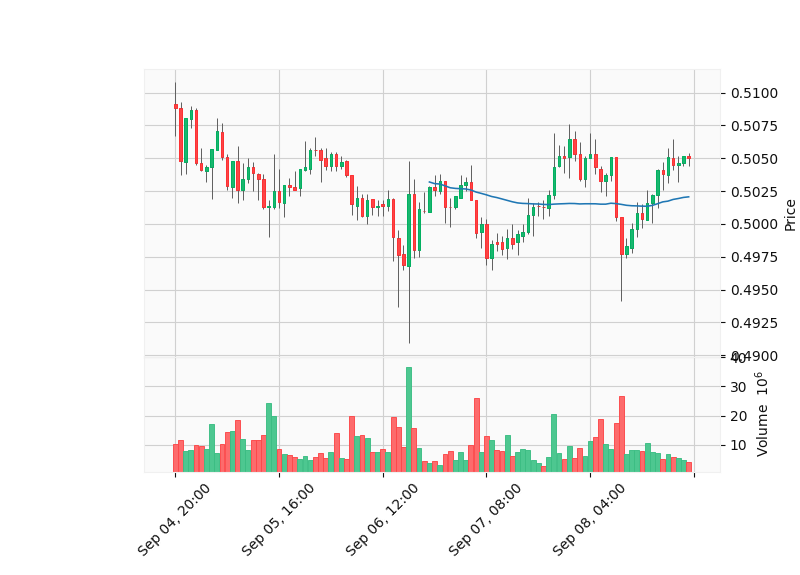 0.5100
0.5075
0.5050
0.5025
0.5000
0.4975
0.4950
0.4925
0.4900
Price
40
30
20
10
Volume 10⁶
Sep 04, 20:00
Sep 05, 16:00
Sep 06, 12:00
Sep 07, 08:00
Sep 08, 04:00